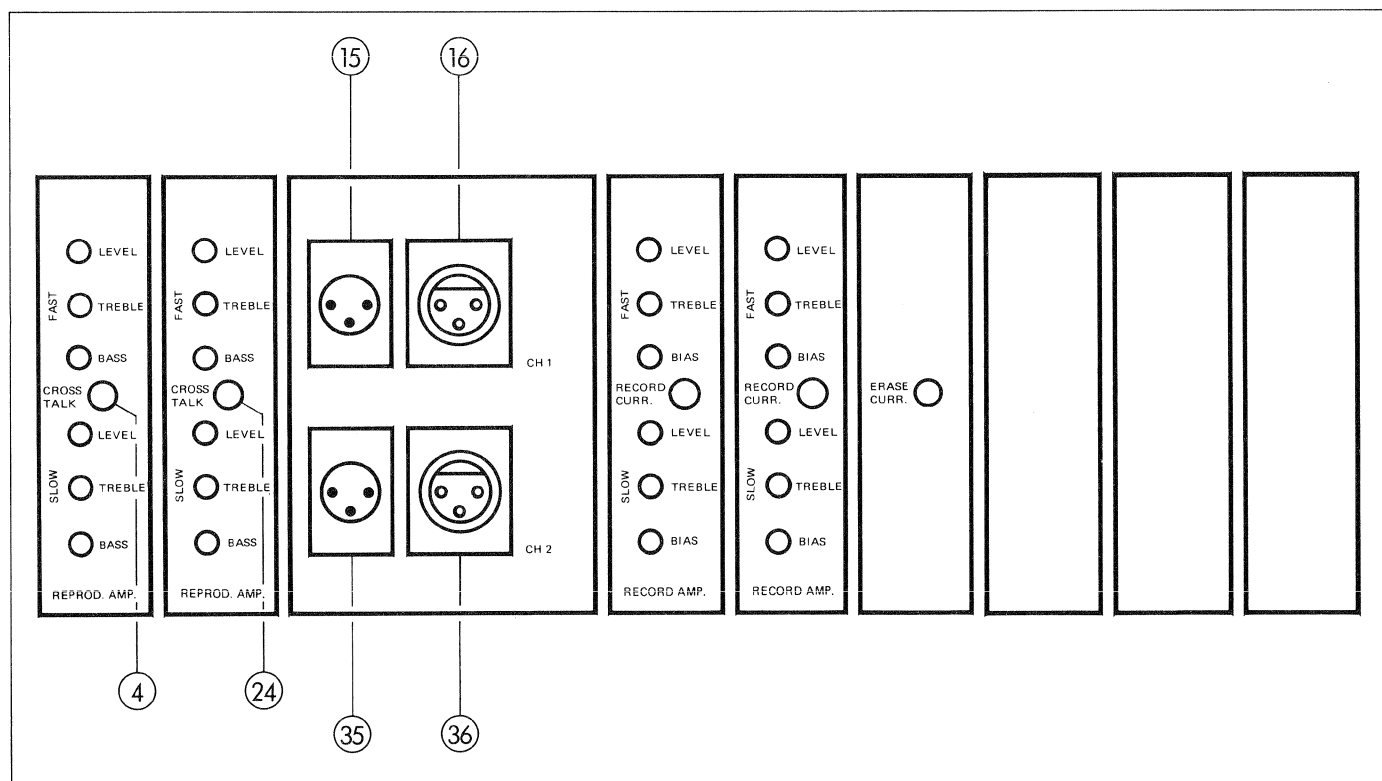 15
16
LEVEL
FAST
TREBLE
BASS
CROSS
TALK
LEVEL
SLOW
TREBLE
BASS
REPROD. AMP.
LEVEL
FAST
TREBLE
BASS
CROSS
TALK
LEVEL
SLOW
TREBLE
BASS
REPROD. AMP.
CH 1
CH 2
LEVEL
FAST
TREBLE
BIAS
RECORD
CURR.
LEVEL
SLOW
TREBLE
BIAS
RECORD AMP.
LEVEL
FAST
TREBLE
BIAS
RECORD
CURR.
LEVEL
SLOW
TREBLE
BIAS
RECORD AMP.
ERASE
CURR.
4
24
35
36